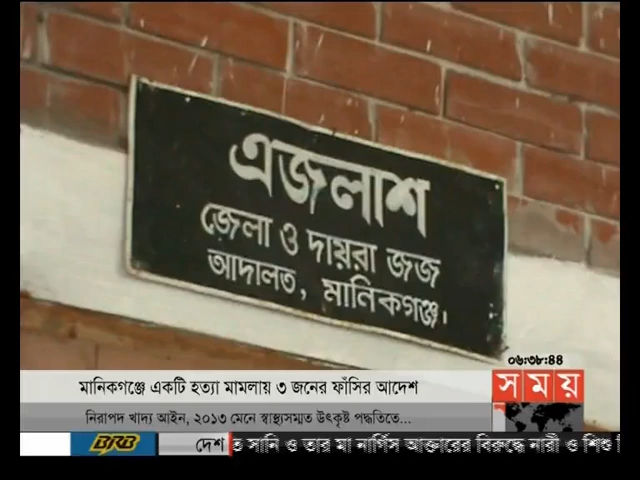 এজলাশ
জেলা ও দায়রা জজ
আদালত, মানিকগঞ্জ।
০৬:৩৮:৪৪
মানিকগঞ্জে একটি হত্যা মামলায় ৩ জনের ফাঁসির আদেশ
সময়
নিরাপদ খাদ্য আইন, ২০১৩ মেনে স্বাস্থ্যসম্মত উৎকৃষ্ট পদ্ধতিতে...
BRB দেশ ত সানি ও তার মা নার্গিস আক্তারের বিরুদ্ধে নারী ও শিশু